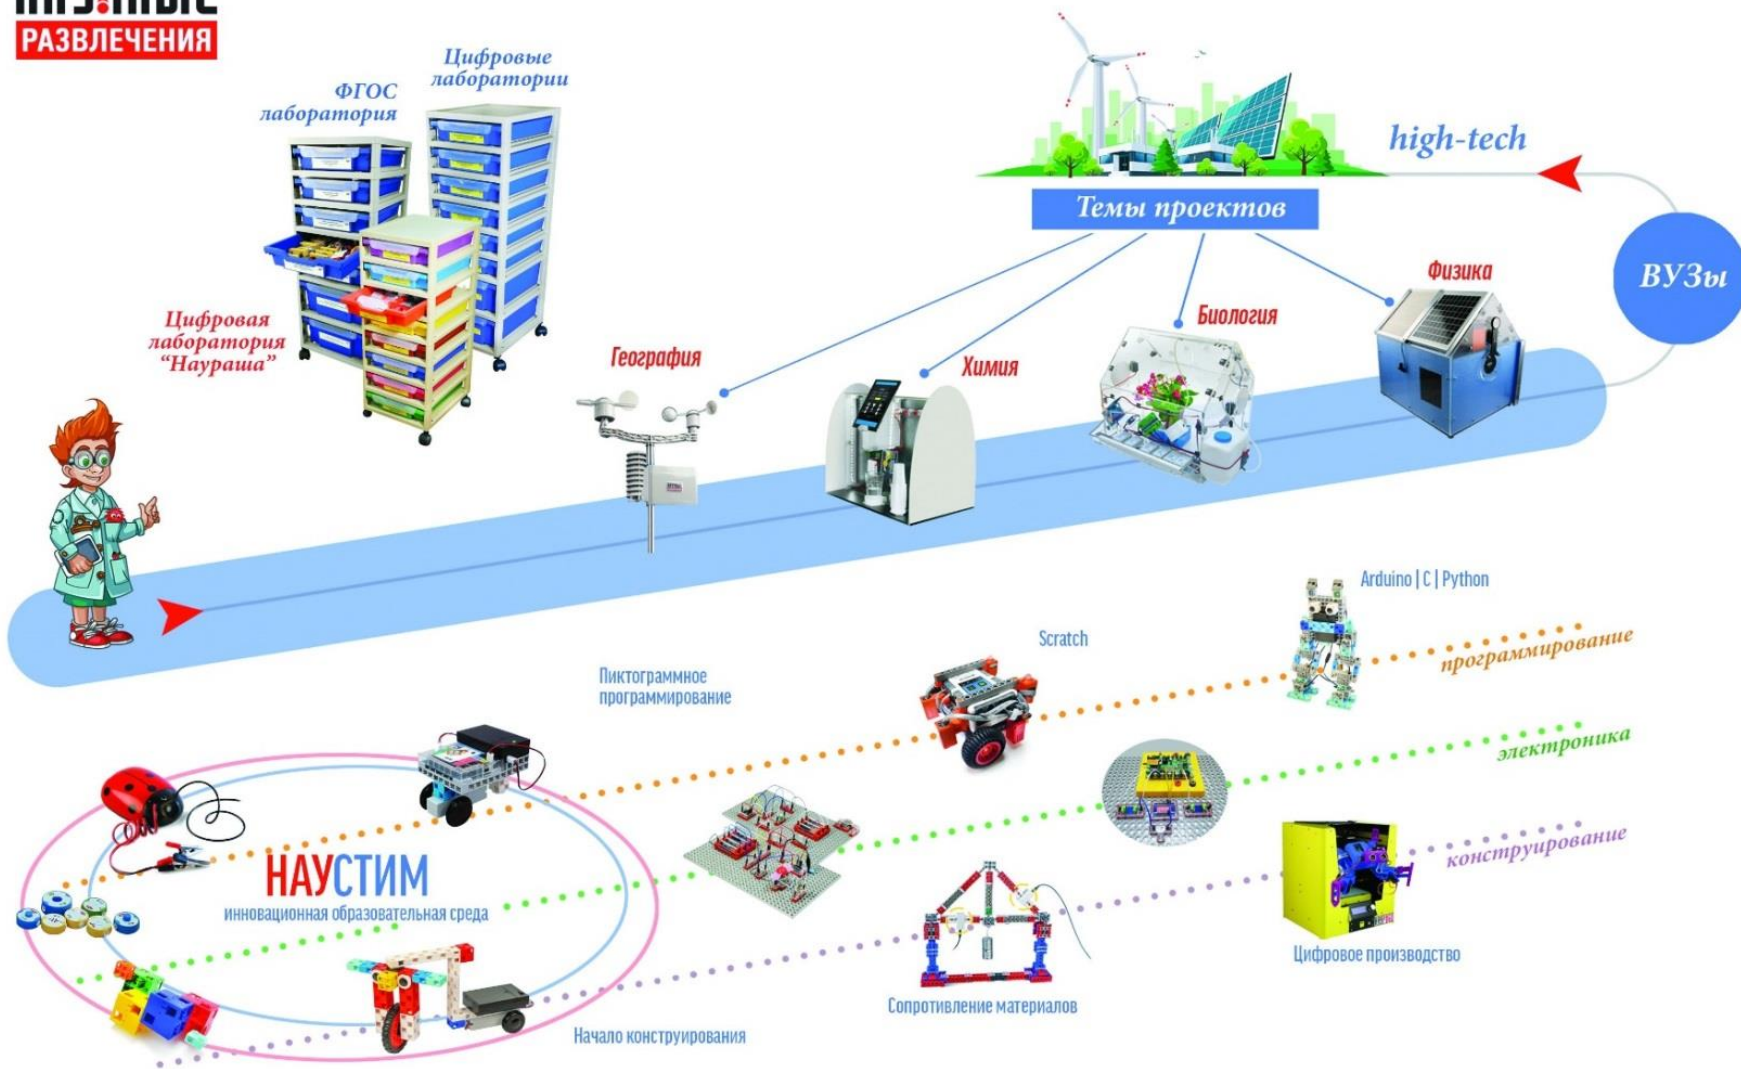 РАЗВЛЕЧЕНИЯ
Цифровые
лаборатории
ФГОС
лаборатория
Цифровая
лаборатория
“Наураша”
high-tech
Темы проектов
ВУЗы
География
Химия
Биология
Физика
Arduino | C | Python
Scratch
Пиктограммное
программирование
программирование
электроника
конструирование
НАУСТИМ
инновационная образовательная среда
Цифровое производство
Сопротивление материалов
Начало конструирования